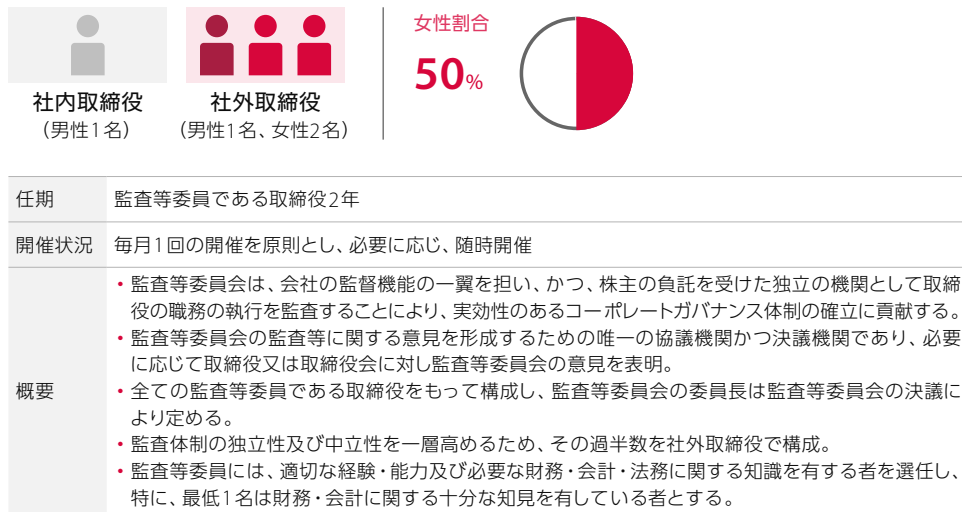 女性割合
50%
社内取締役
(男性1名)
社外取締役
(男性1名、女性2名)
任期
監査等委員である取締役2年
開催状況
毎月1回の開催を原則とし、必要に応じ、随時開催
概要
・監査等委員会は、会社の監督機能の一翼を担い、かつ、株主の負託を受けた独立の機関として取締
役の職務の執行を監査することにより、実効性のあるコーポレートガバナンス体制の確立に貢献する。
・監査等委員会の監査等に関する意見を形成するための唯一の協議機関かつ決議機関であり、必要
に応じて取締役又は取締役会に対し監査等委員会の意見を表明。
・全ての監査等委員である取締役をもって構成し、監査等委員会の委員長は監査等委員会の決議に
より定める。
・監査体制の独立性及び中立性を一層高めるため、その過半数を社外取締役で構成。
・監査等委員には、適切な経験・能力及び必要な財務・会計・法務に関する知識を有する者を選任し、
特に、最低1名は財務・会計に関する十分な知見を有している者とする。